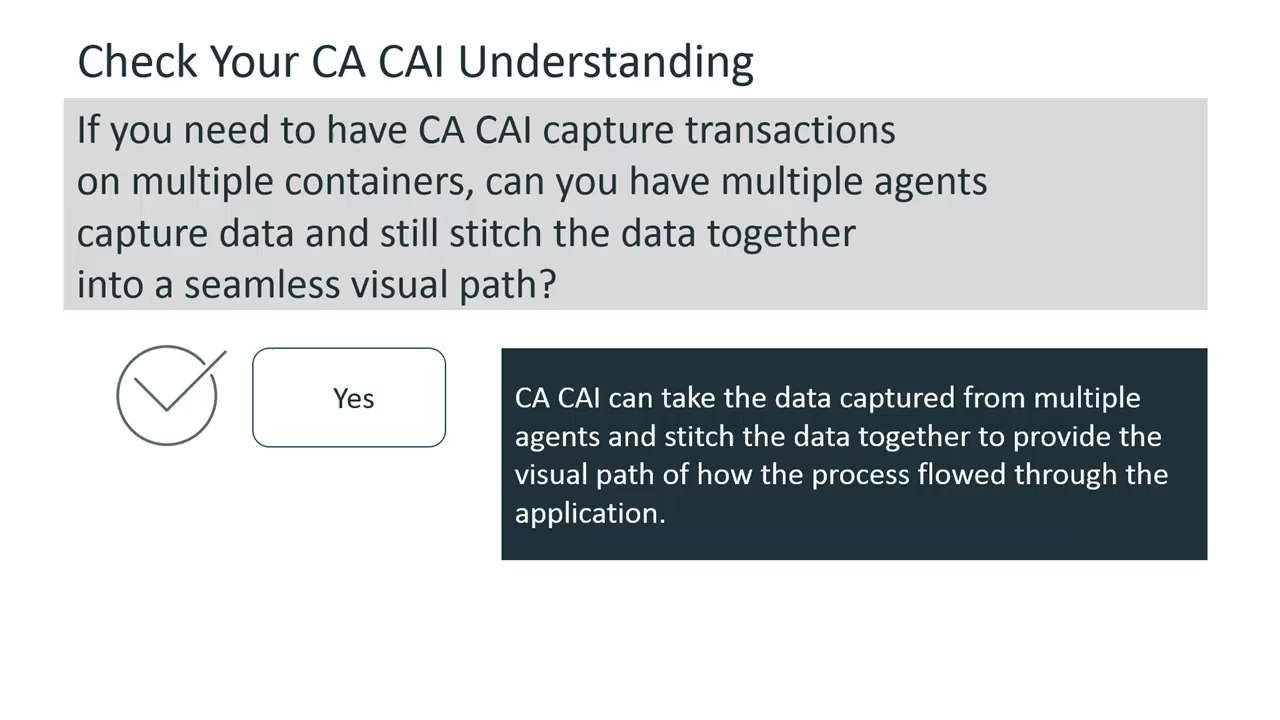 Check Your CA CAI Understanding
If you need to have CA CAI capture transactions
on multiple containers, can you have multiple agents
capture data and still stitch the data together
into a seamless visual path?
Yes
CA CAI can take the data captured from multiple
agents and stitch the data together to provide the
visual path of how the process flowed through the
application.